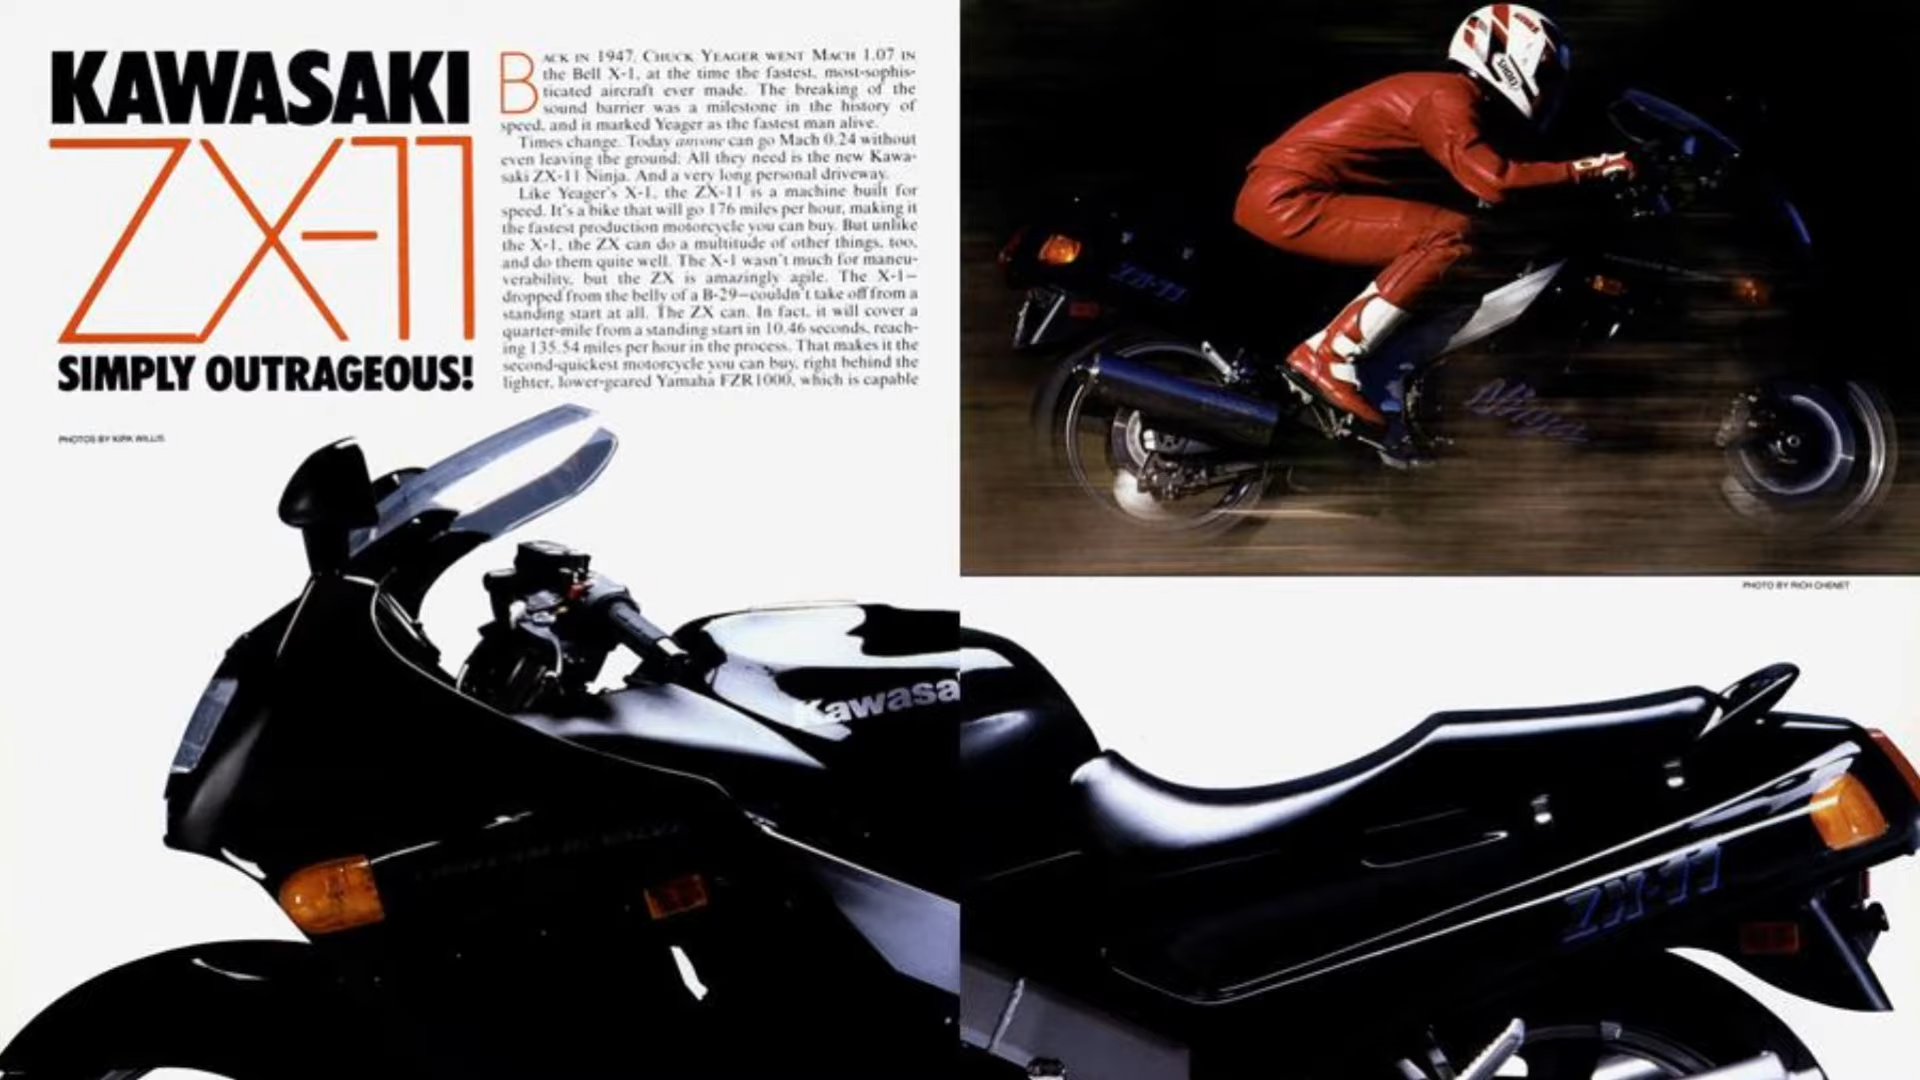 KAWASAKI
ZX-11
SIMPLY OUTRAGEOUS!
PHOTOS BY KIRK WILLIS
BACK IN 1947, CHUCK YEAGER WENT MACH 1.07 IN
the Bell X-1, at the time the fastest, most-sophis-
ticated aircraft ever made. The breaking of the
sound barrier was a milestone in the history of
speed, and it marked Yeager as the fastest man alive.
Times change. Today anyone can go Mach 0.24 without
even leaving the ground: All they need is the new Kawa-
saki ZX-11 Ninja. And a very long personal driveway.
Like Yeager's X-1, the ZX-11 is a machine built for
speed. It's a bike that will go 176 miles per hour, making it
the fastest production motorcycle you can buy. But unlike
the X-1, the ZX can do a multitude of other things, too,
and do them quite well. The X-1 wasn't much for maneu-
verability, but the ZX is amazingly agile. The X-1—
dropped from the belly of a B-29—couldn't take off from a
standing start at all. The ZX can. In fact, it will cover a
quarter-mile from a standing start in 10.46 seconds, reach-
ing 135.54 miles per hour in the process. That makes it the
second-quickest motorcycle you can buy, right behind the
lighter, lower-geared Yamaha FZR1000, which is capable
SHOEI
ZX-11
Ninja
PHOTO BY RICH CHENET
Kawasa
ZX-11